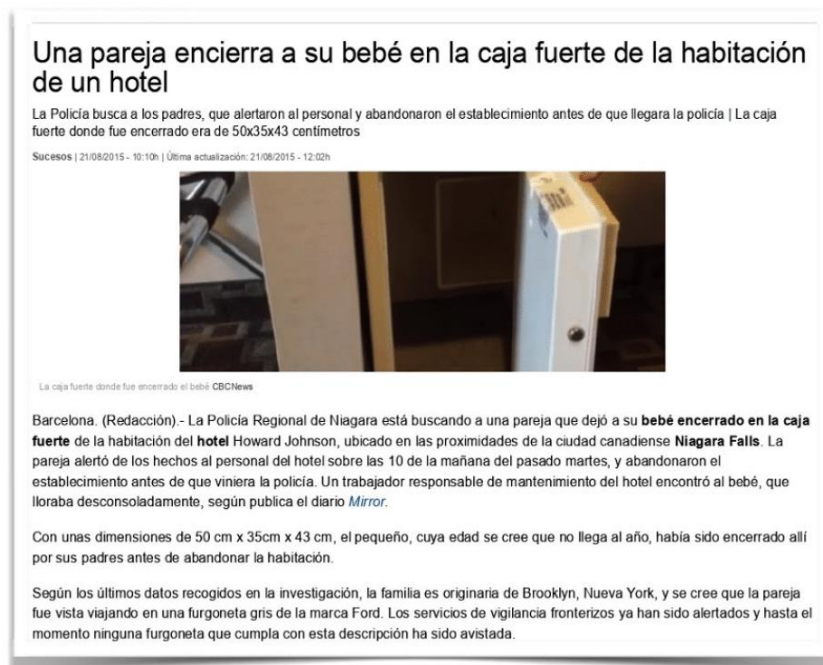 Una pareja encierra a su bebé en la caja fuerte de la habitación
de un hotel
La Policía busca a los padres, que alertaron al personal y abandonaron el establecimiento antes de que llegara la policía | La caja
fuerte donde fue encerrado era de 50x35x43 centímetros
Sucesos | 21/08/2015 - 10:10h | Última actualización: 21/08/2015 - 12:02h
La caja fuerte donde fue encerrado el bebé CBCNews
Barcelona. (Redacción).- La Policía Regional de Niagara está buscando a una pareja que dejó a su bebé encerrado en la caja
fuerte de la habitación del hotel Howard Johnson, ubicado en las proximidades de la ciudad canadiense Niagara Falls. La
pareja alertó de los hechos al personal del hotel sobre las 10 de la mañana del pasado martes, y abandonaron el
establecimiento antes de que viniera la policía. Un trabajador responsable de mantenimiento del hotel encontró al bebé, que
lloraba desconsoladamente, según publica el diario Mirror.
Con unas dimensiones de 50 cm x 35cm x 43 cm, el pequeño, cuya edad se cree que no llega al año, había sido encerrado allí
por sus padres antes de abandonar la habitación.
Según los últimos datos recogidos en la investigación, la familia es originaria de Brooklyn, Nueva York, y se cree que la pareja
fue vista viajando en una furgoneta gris de la marca Ford. Los servicios de vigilancia fronterizos ya han sido alertados y hasta el
momento ninguna furgoneta que cumpla con esta descripción ha sido avistada.